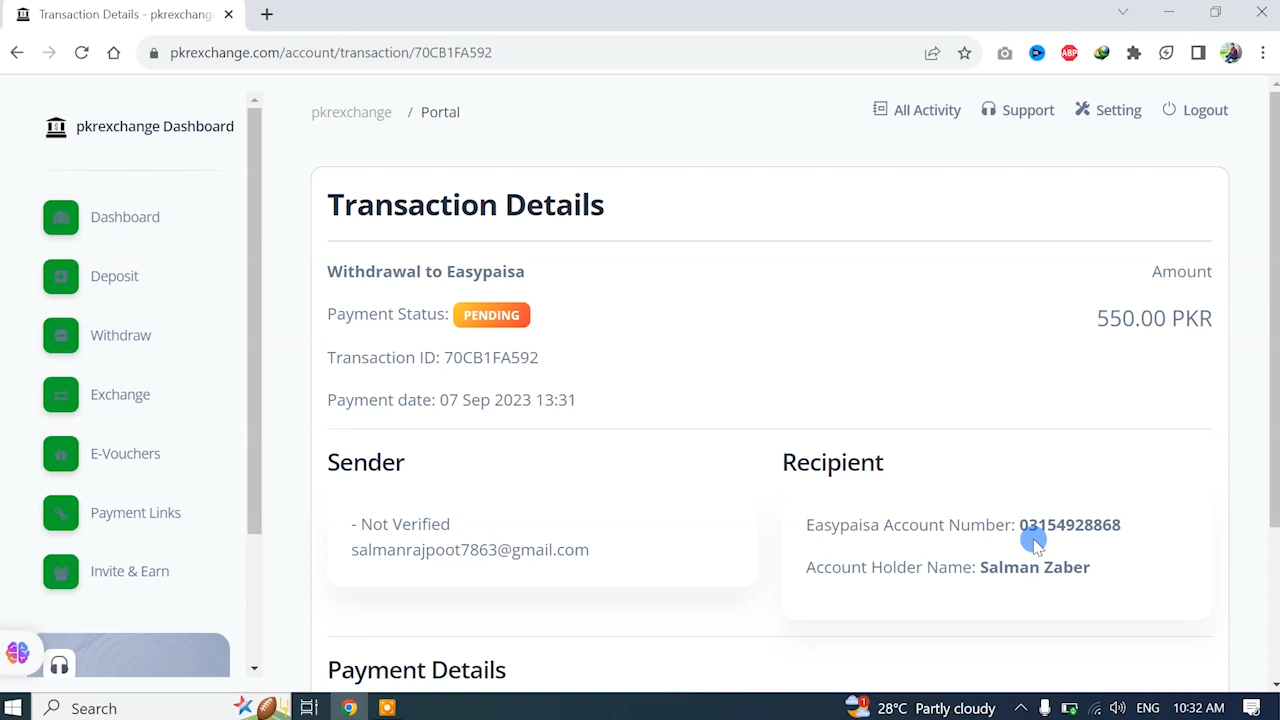 Transaction Details - pkrexchang
pkrexchange.com/account/transaction/70CB1FA592
ABP
pkrexchange Dashboard
Dashboard
Deposit
Withdraw
Exchange
E-Vouchers
Payment Links
Invite & Earn
pkrexchange / Portal
All Activity Support Setting Logout
Transaction Details
Withdrawal to Easypaisa Amount
Payment Status: PENDING 550.00 PKR
Transaction ID: 70CB1FA592
Payment date: 07 Sep 2023 13:31
Sender
- Not Verified
salmanrajpoot7863@gmail.com
Recipient
Easypaisa Account Number: 03154928868
Account Holder Name: Salman Zaber
Payment Details
Search 1 28°C Partly cloudy ENG 10:32 AM